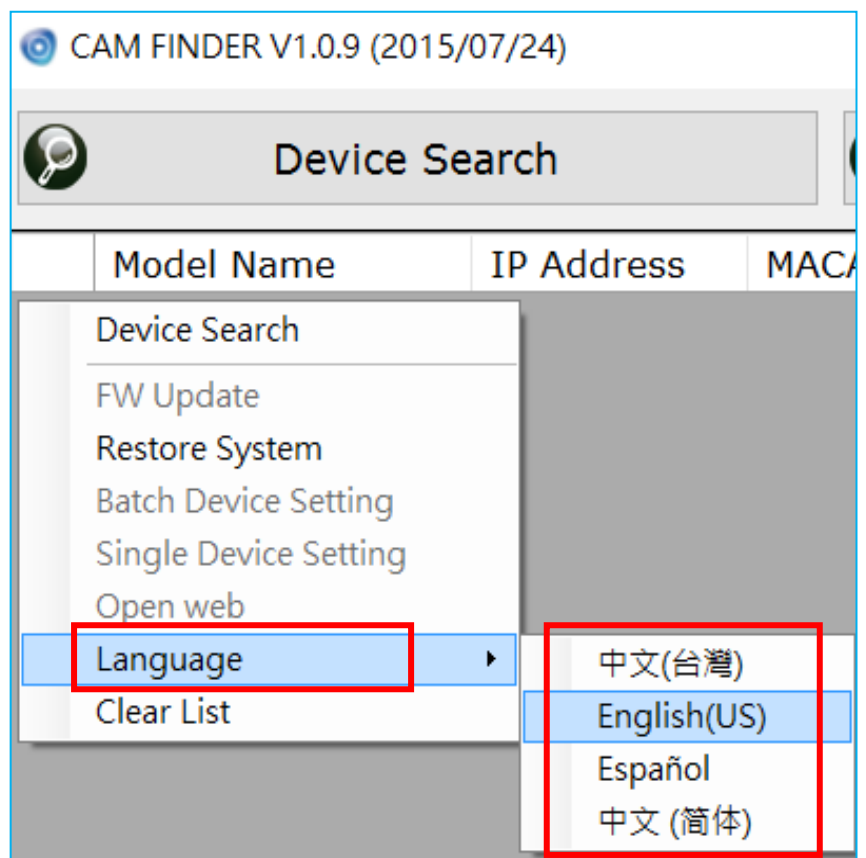 CAM FINDER V1.0.9 (2015/07/24)
Device Search
Model Name IP Address MACA
Device Search
FW Update
Restore System
Batch Device Setting
Single Device Setting
Open web
Language
Clear List
中文(台灣)
English(US)
Español
中文 (简体)